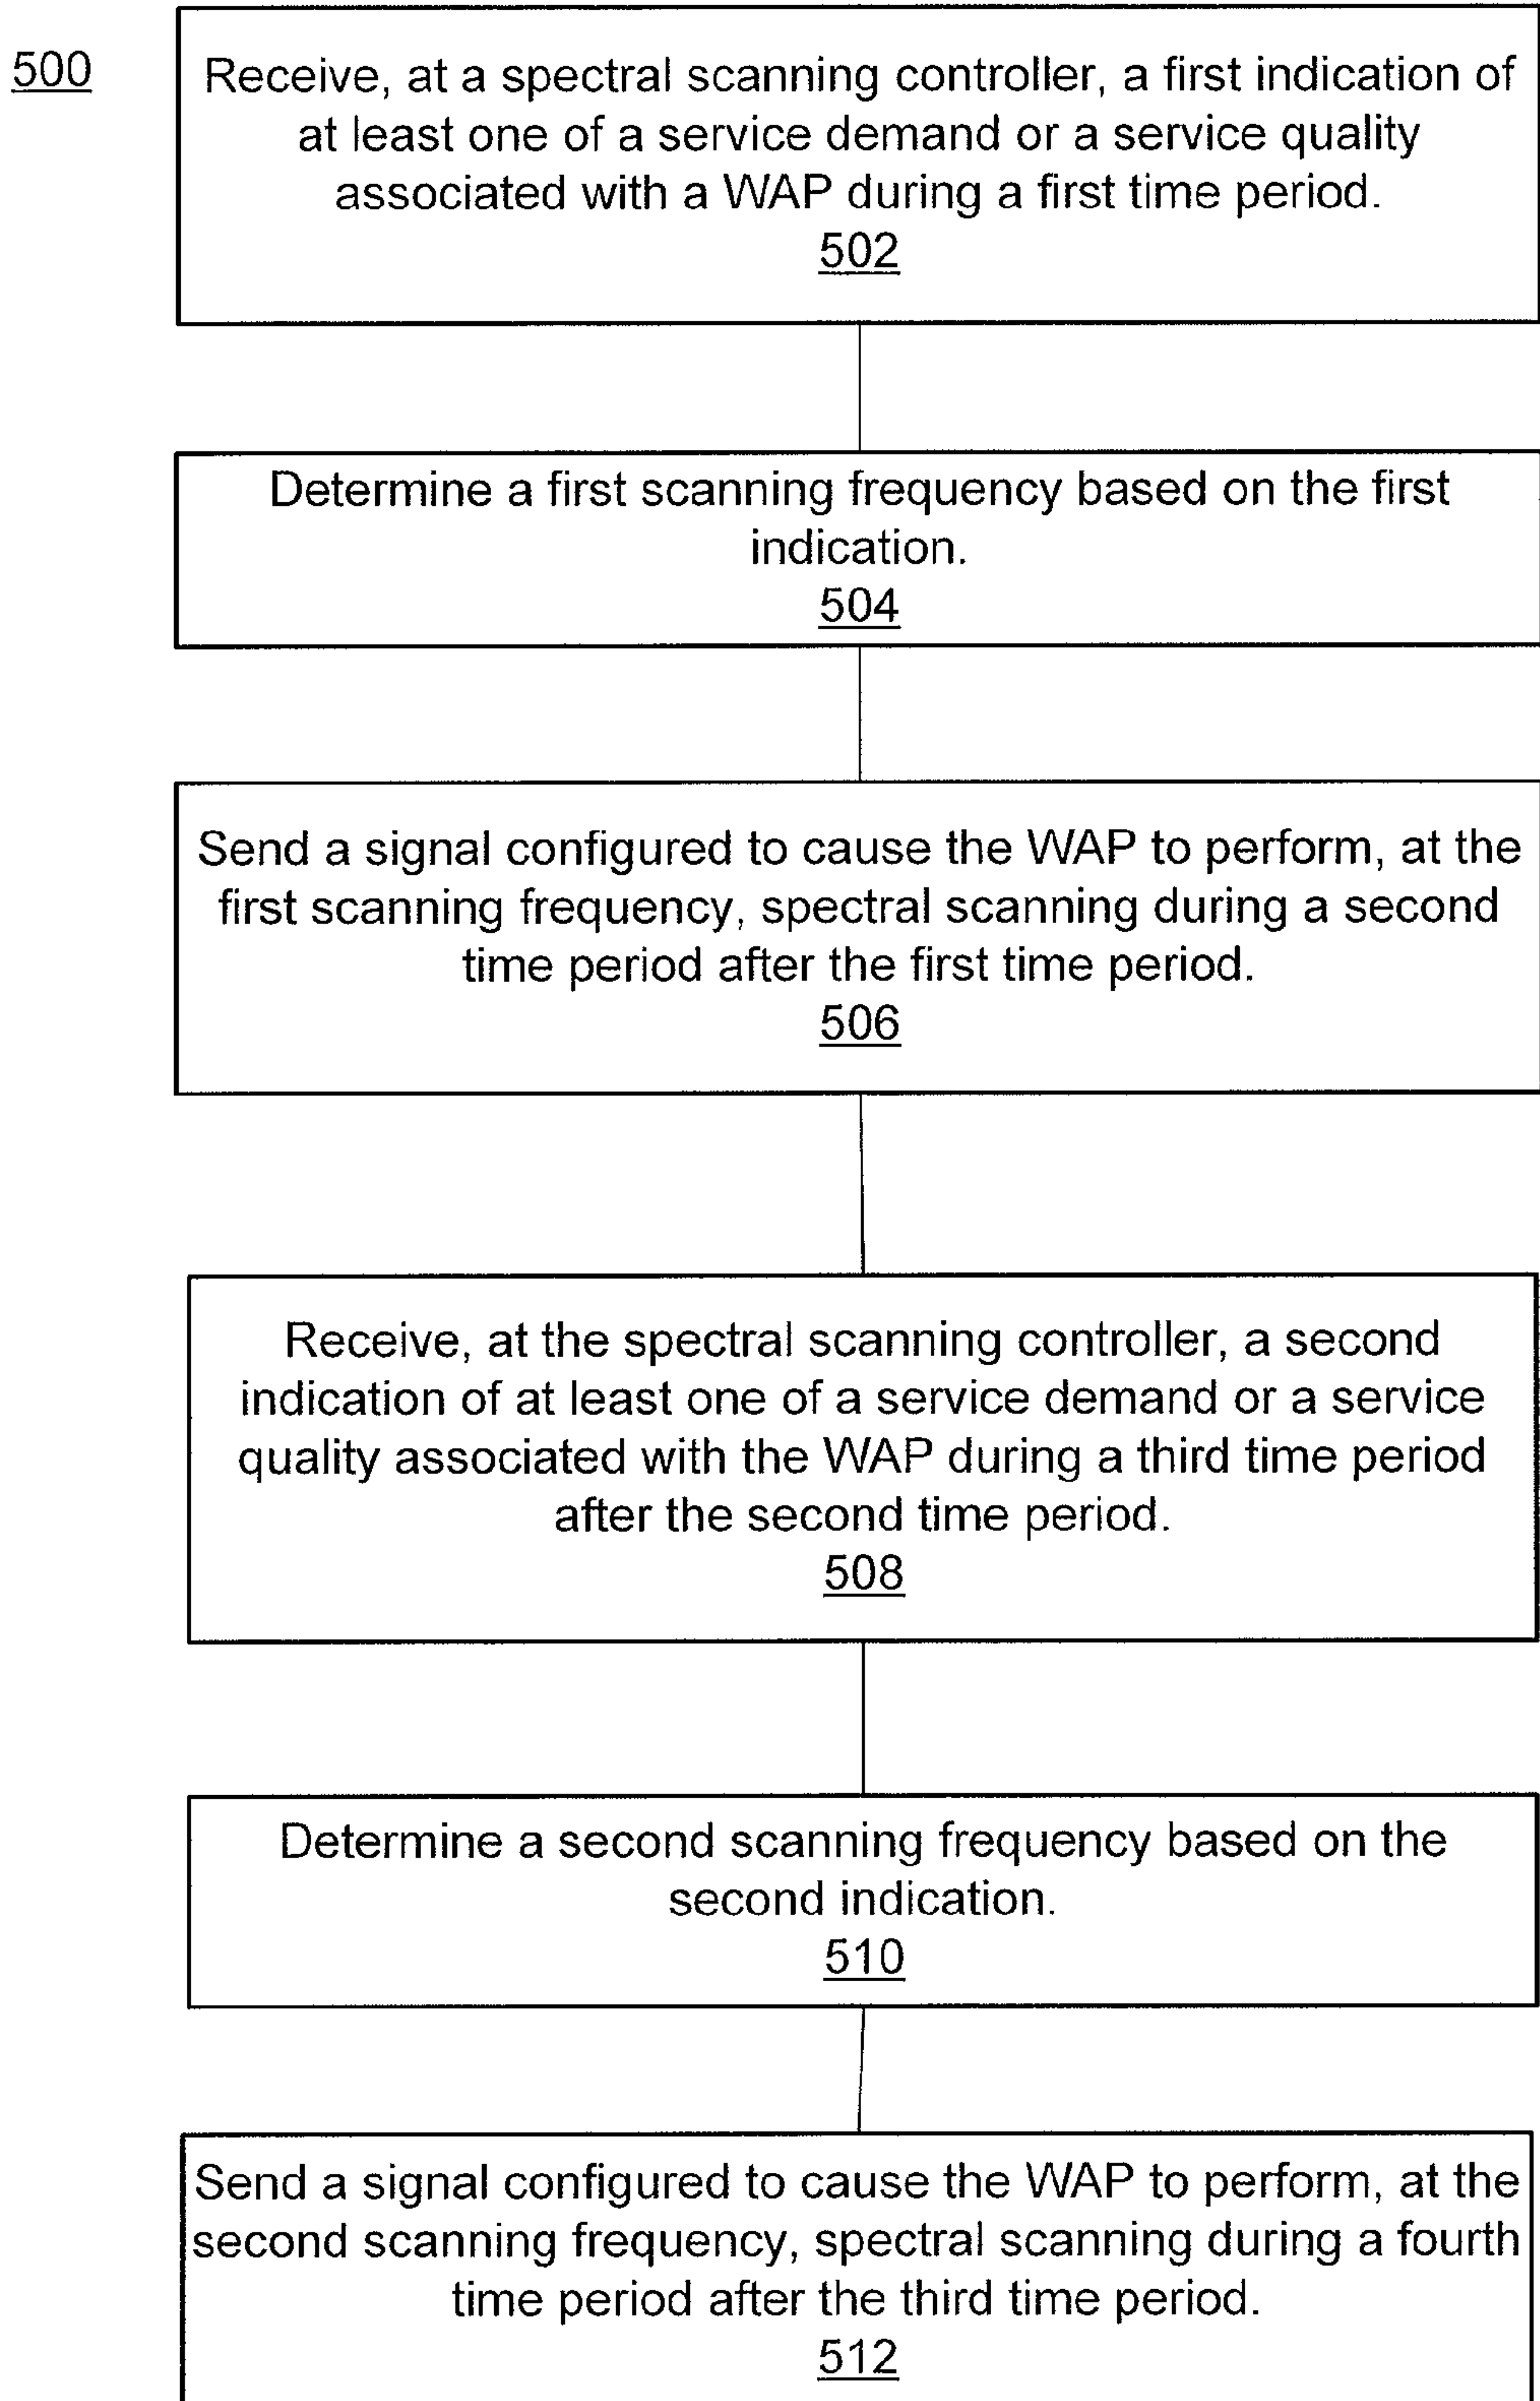 500
Receive, at a spectral scanning controller, a first indication of
at least one of a service demand or a service quality
associated with a WAP during a first time period.
502
Determine a first scanning frequency based on the first
indication.
504
Send a signal configured to cause the WAP to perform, at the
first scanning frequency, spectral scanning during a second
time period after the first time period.
506
Receive, at the spectral scanning controller, a second
indication of at least one of a service demand or a service
quality associated with the WAP during a third time period
after the second time period.
508
Determine a second scanning frequency based on the
second indication.
510
Send a signal configured to cause the WAP to perform, at the
second scanning frequency, spectral scanning during a fourth
time period after the third time period.
512